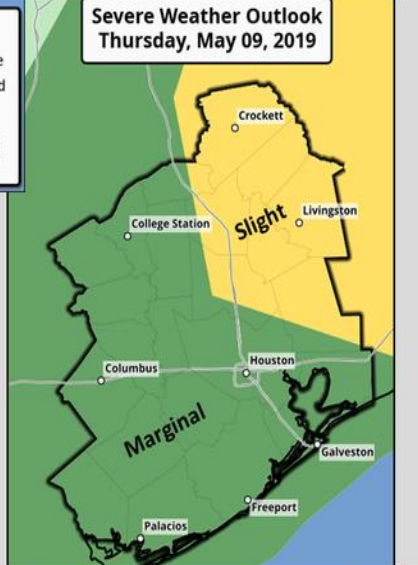 Severe Weather Outlook
Thursday, May 09, 2019
Crockett
Livingston
Slight
College Station
Houston
Columbus
Marginal
Galveston
Freeport
Palacios